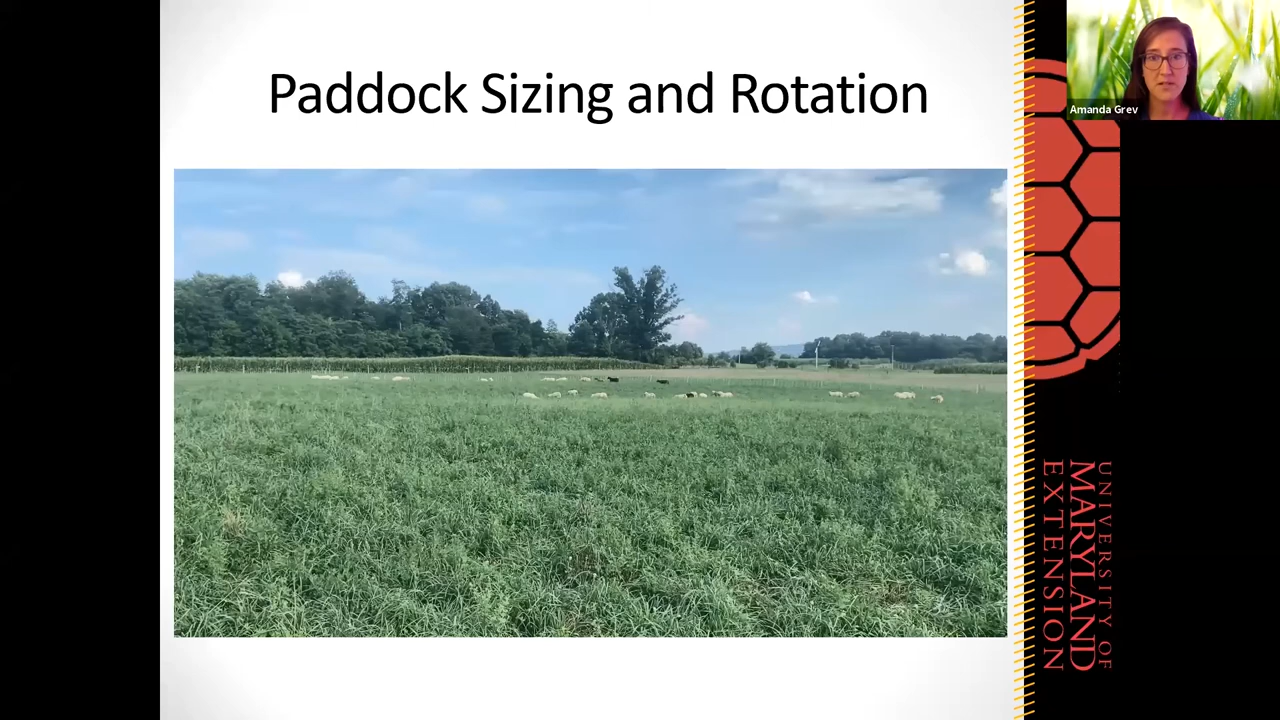 Paddock Sizing and Rotation
Amanda Grev
UNIVERSITY OF
MARYLAND
EXTENSION